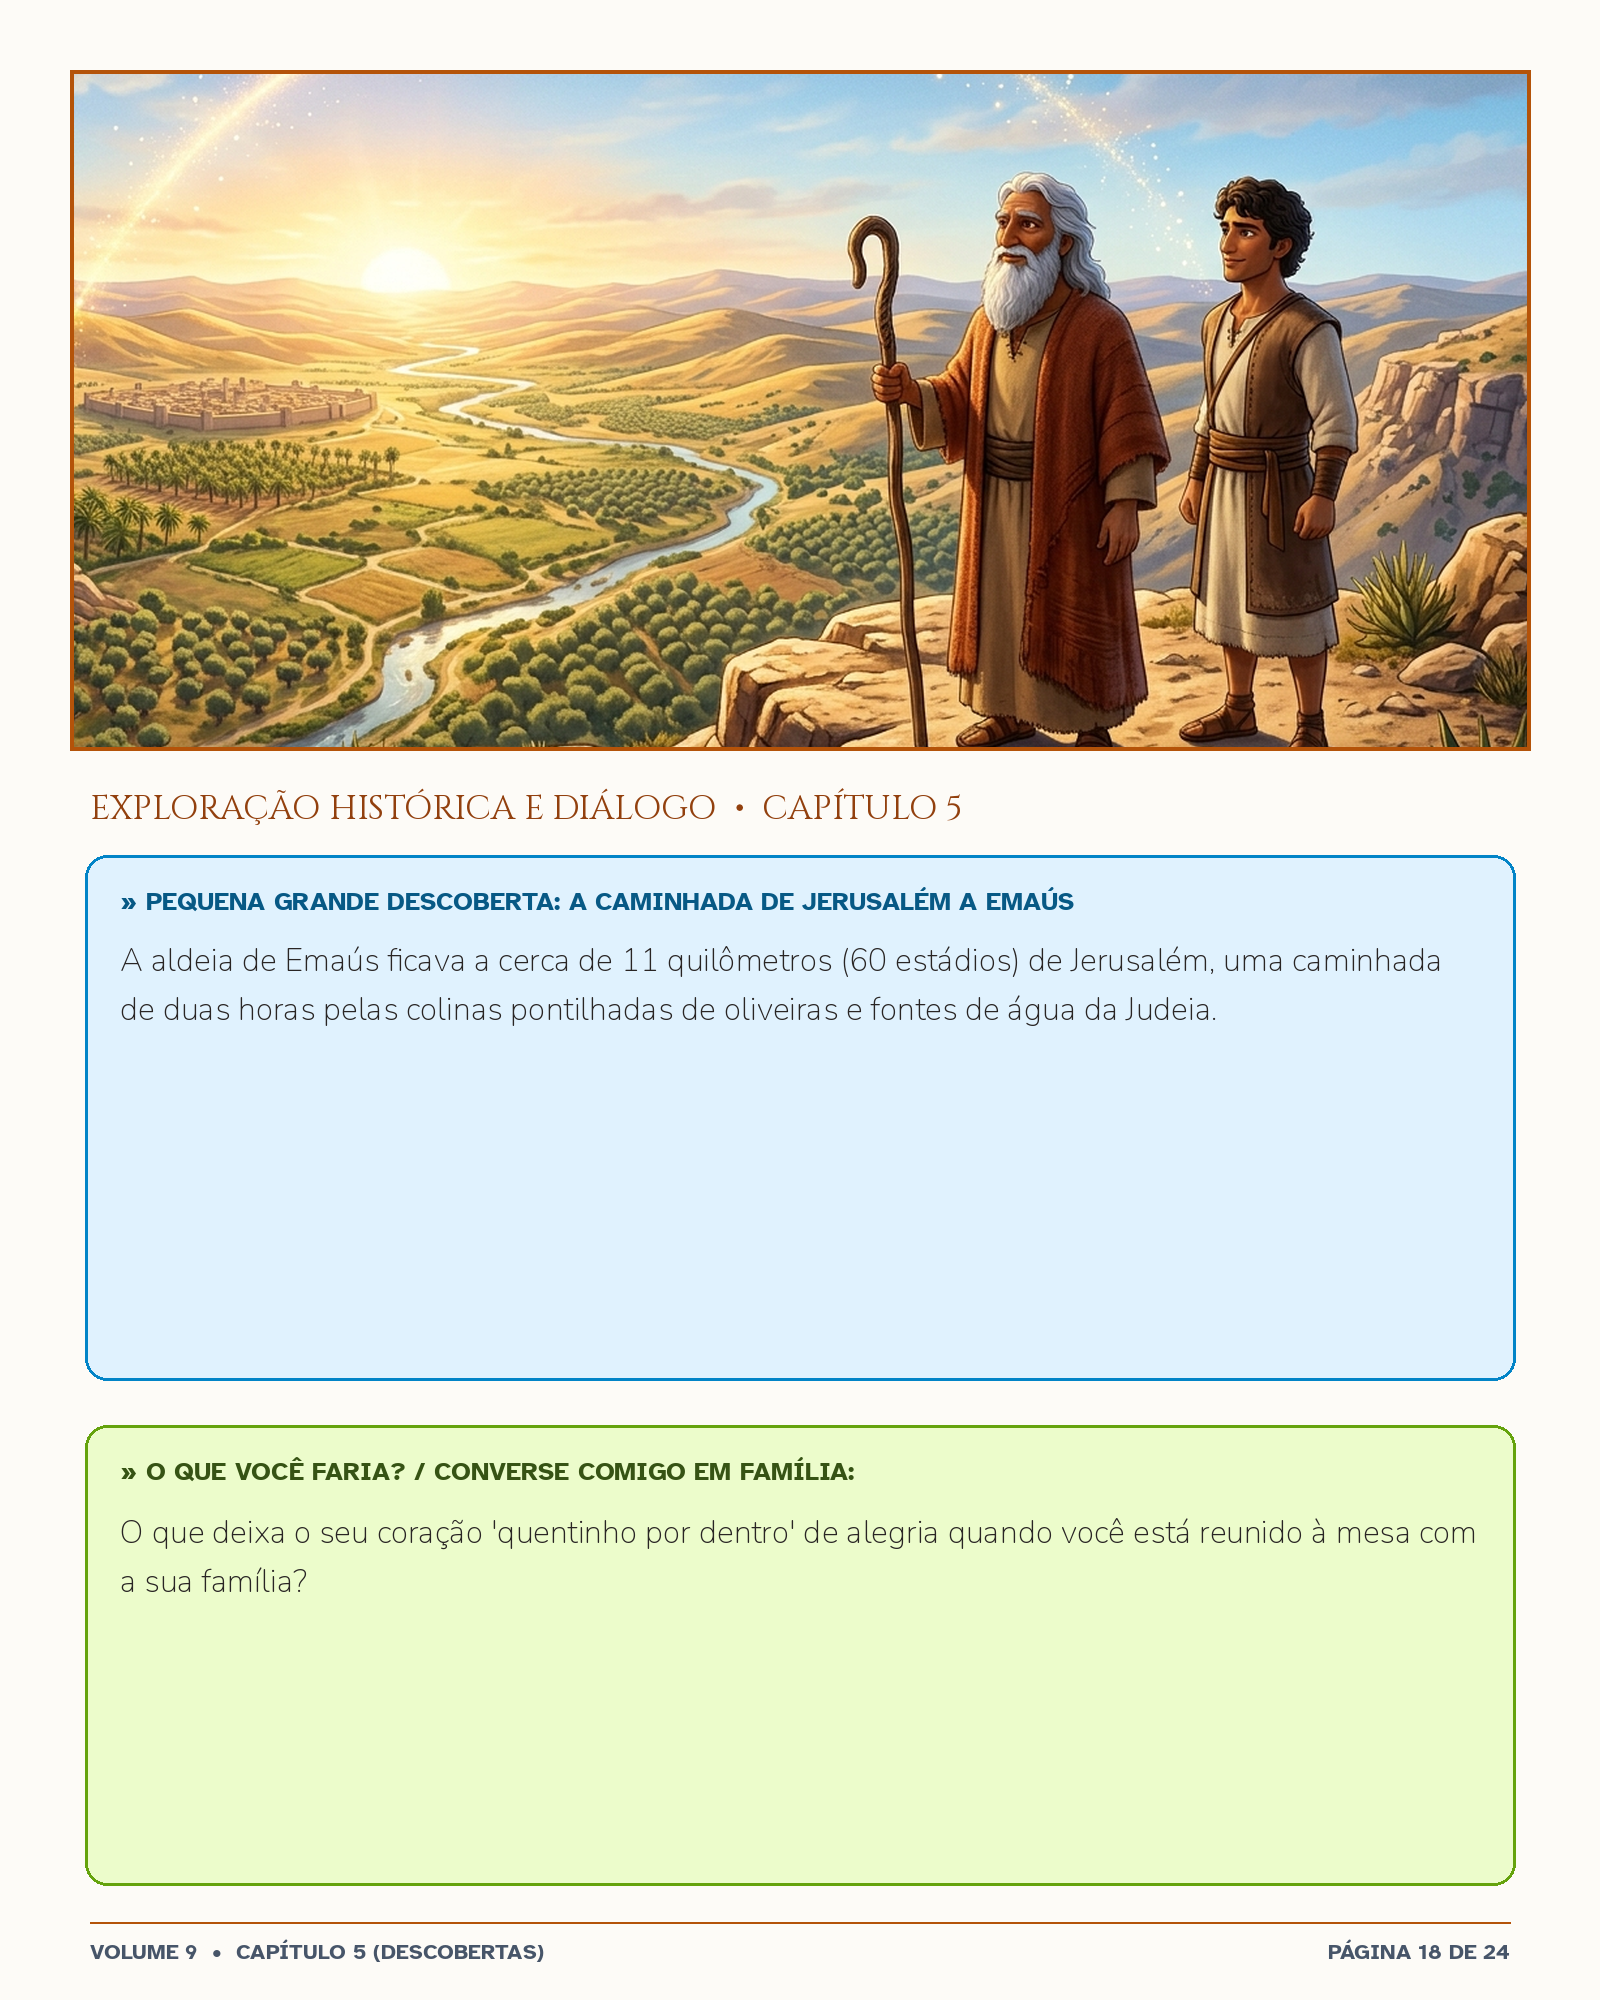 EXPLORAÇÃO HISTÓRICA E DIÁLOGO • CAPÍTULO 5
» PEQUENA GRANDE DESCOBERTA: A CAMINHADA DE JERUSALÉM A EMAÚS
A aldeia de Emaús ficava a cerca de 11 quilômetros (60 estádios) de Jerusalém, uma caminhada
de duas horas pelas colinas pontilhadas de oliveiras e fontes de água da Judeia.
» O QUE VOCÊ FARIA? / CONVERSE COMIGO EM FAMÍLIA:
O que deixa o seu coração 'quentinho por dentro' de alegria quando você está reunido à mesa com
a sua família?
VOLUME 9 • CAPÍTULO 5 (DESCOBERTAS)
PÁGINA 18 DE 24